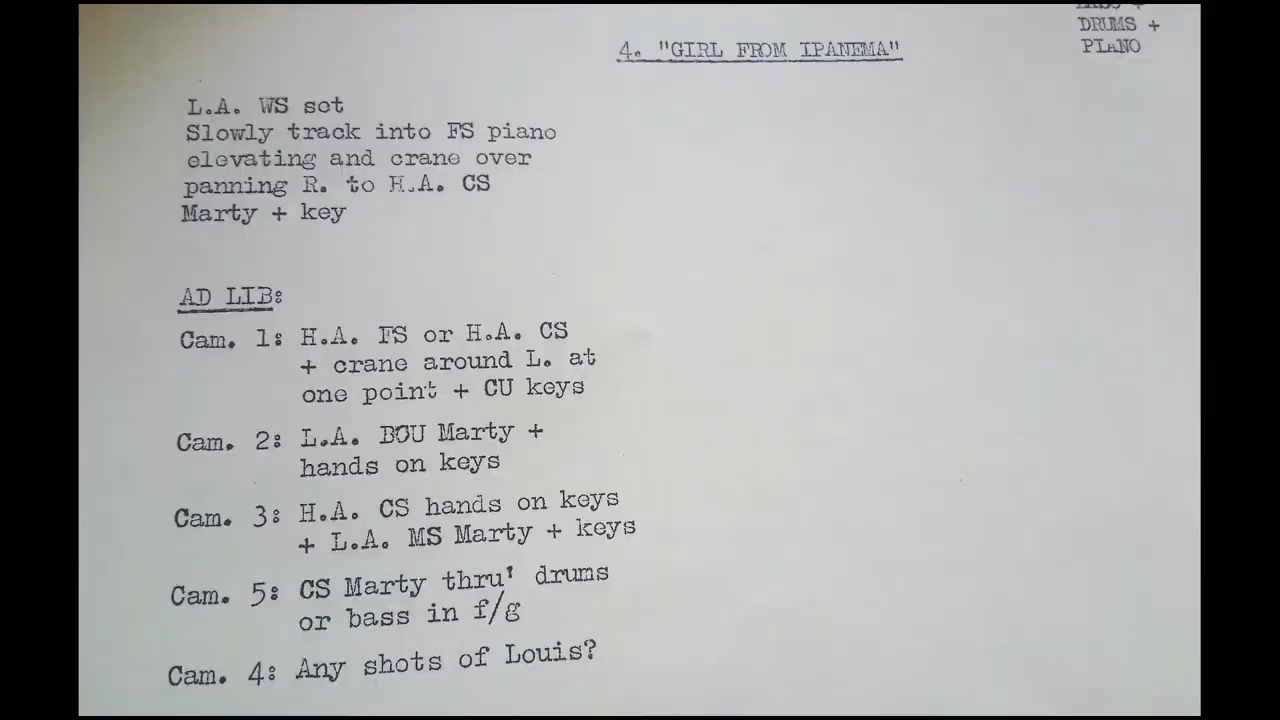 DRUMS +
PIANO
4. "GIRL FROM IPANEMA"
L.A. WS set
Slowly track into FS piano
elevating and crane over
panning R. to H.A. CS
Marty + key
AD LIB:
Cam. 1: H.A. FS or H.A. CS
+ crane around L. at
one point + CU keys
Cam. 2: L.A. BCU Marty +
hands on keys
Cam. 3: H.A. CS hands on keys
+ L.A. MS Marty + keys
Cam. 5: CS Marty thru' drums
or bass in f/g
Cam. 4: Any shots of Louis?